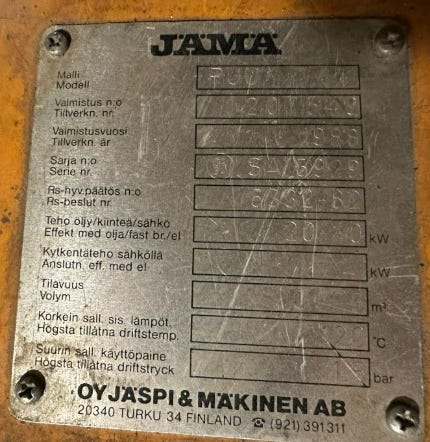 JÄMÄ
Malli
Modell
Valmistus n:o
Tillverkn. nr.
Valmistusvuosi
Tillverkn. år
Sarja n:o
Serie nr.
Rs-hyv.päätös n:o
Rs-beslut nr.
Teho öljy/kiinteä/sähkö
Effekt med olja/fast br./el
kW
Kytkentäteho sähköllä
Anslutn. eff. med el
kW
Tilavuus
Volym
m³
Korkein sall. sis. lämpöt.
Högsta tillåtna driftstemp.
°C
Suurin sall. käyttöpaine
Högsta tillåtna driftstryck
bar
OY JÄSPI & MÄKINEN AB
20340 TURKU 34 FINLAND ☎ (921) 391311